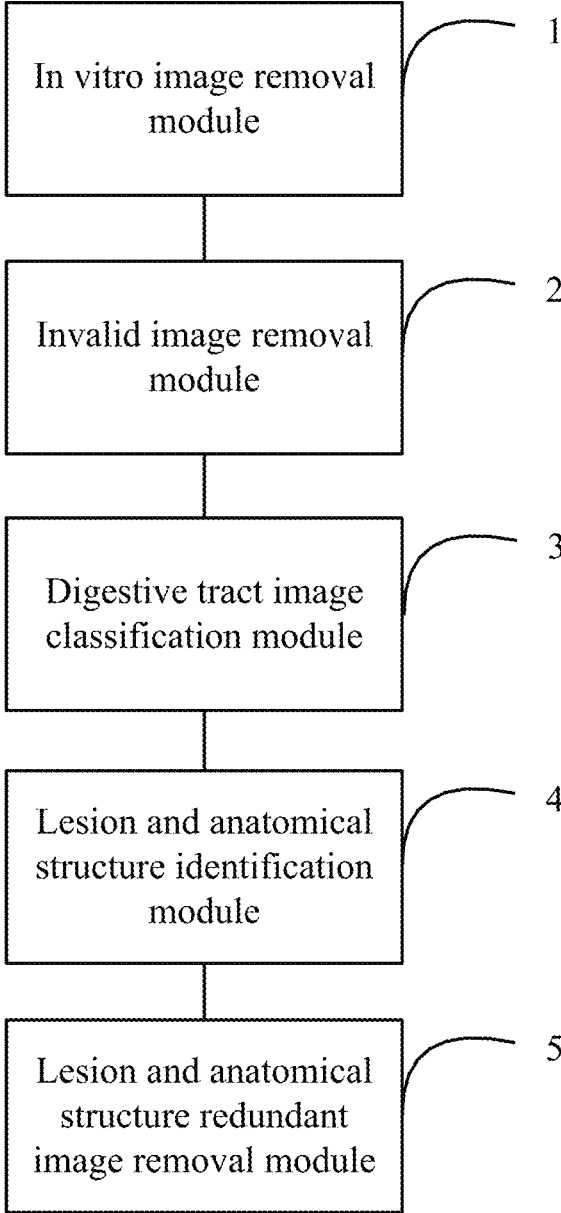 In vitro image removal
module
1
Invalid image removal
module
2
Digestive tract image
classification module
3
Lesion and anatomical
structure identification
module
4
Lesion and anatomical
structure redundant
image removal module
5